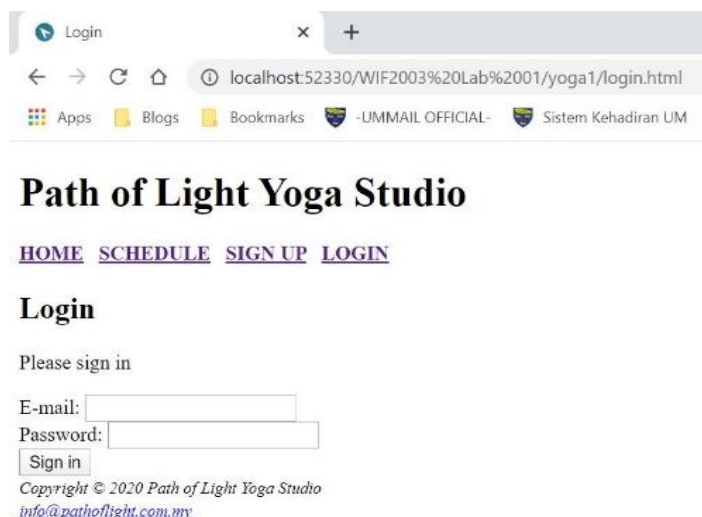 Login
localhost:52330/WIF2003%20Lab%2001/yoga1/login.html
Apps Blogs Bookmarks -UMMAIL OFFICIAL- Sistem Kehadiran UM
Path of Light Yoga Studio
HOME SCHEDULE SIGN UP LOGIN
Login
Please sign in
E-mail:
Password:
Sign in
Copyright © 2020 Path of Light Yoga Studio
info@pathoflight.com.my